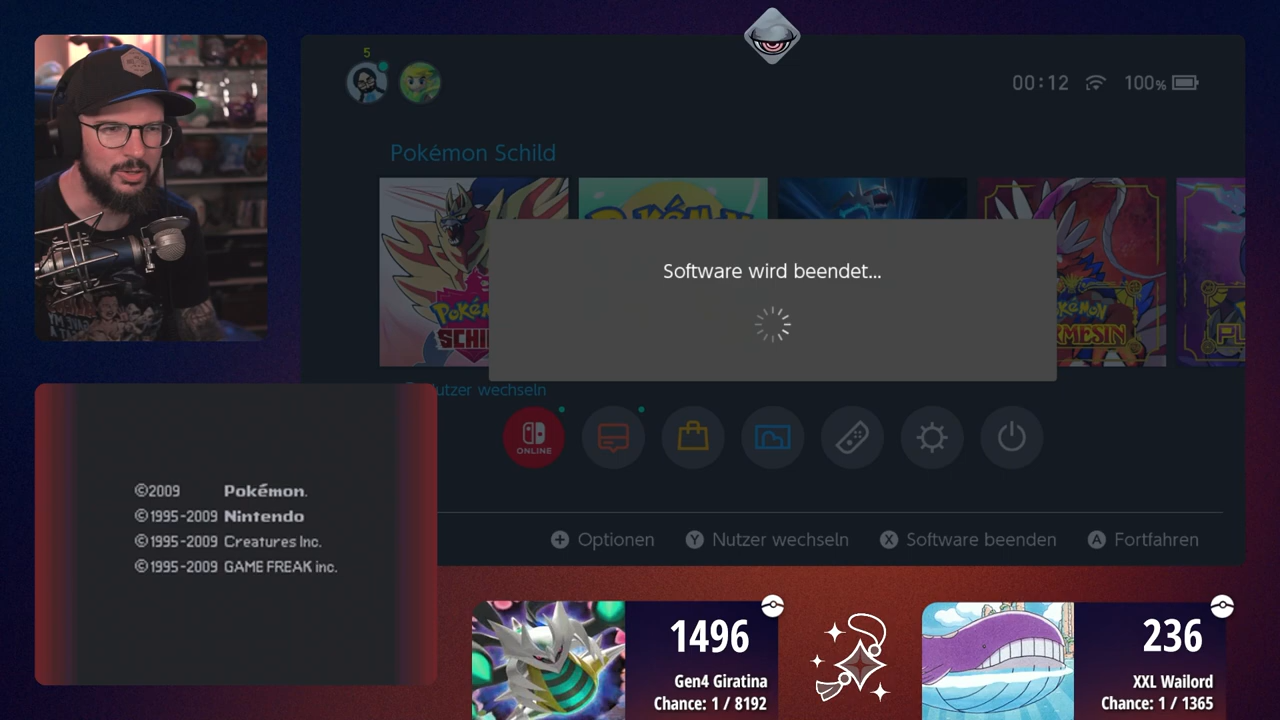 5
00:12
100%
Pokémon Schild
Software wird beendet...
Nutzer wechseln
ONLINE
Optionen
Nutzer wechseln
Software beenden
Fortfahren
©2009 Pokémon.
©1995-2009 Nintendo
©1995-2009 Creatures Inc.
©1995-2009 GAME FREAK inc.
1496
Gen4 Giratina
Chance: 1 / 8192
236
XXL Wailord
Chance: 1 / 1365